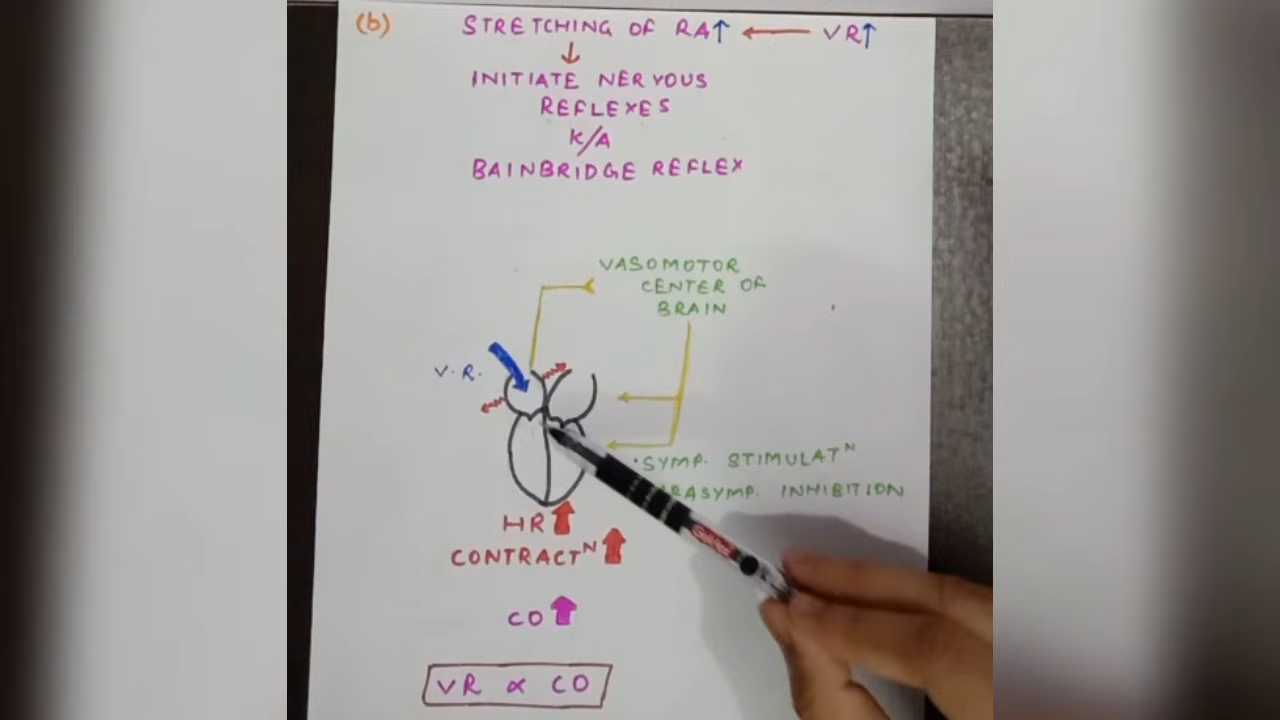 (b) STRETCHING OF RA↑ ← VR↑
↓
INITIATE NERVOUS
REFLEXES
K/A
BAINBRIDGE REFLEX
VASOMOTOR
CENTER OF
BRAIN
V.R.
•SYMP. STIMULATᴺ
INHIBITION
HR↑
CONTRACTᴺ↑
CO↑
VR ∝ CO